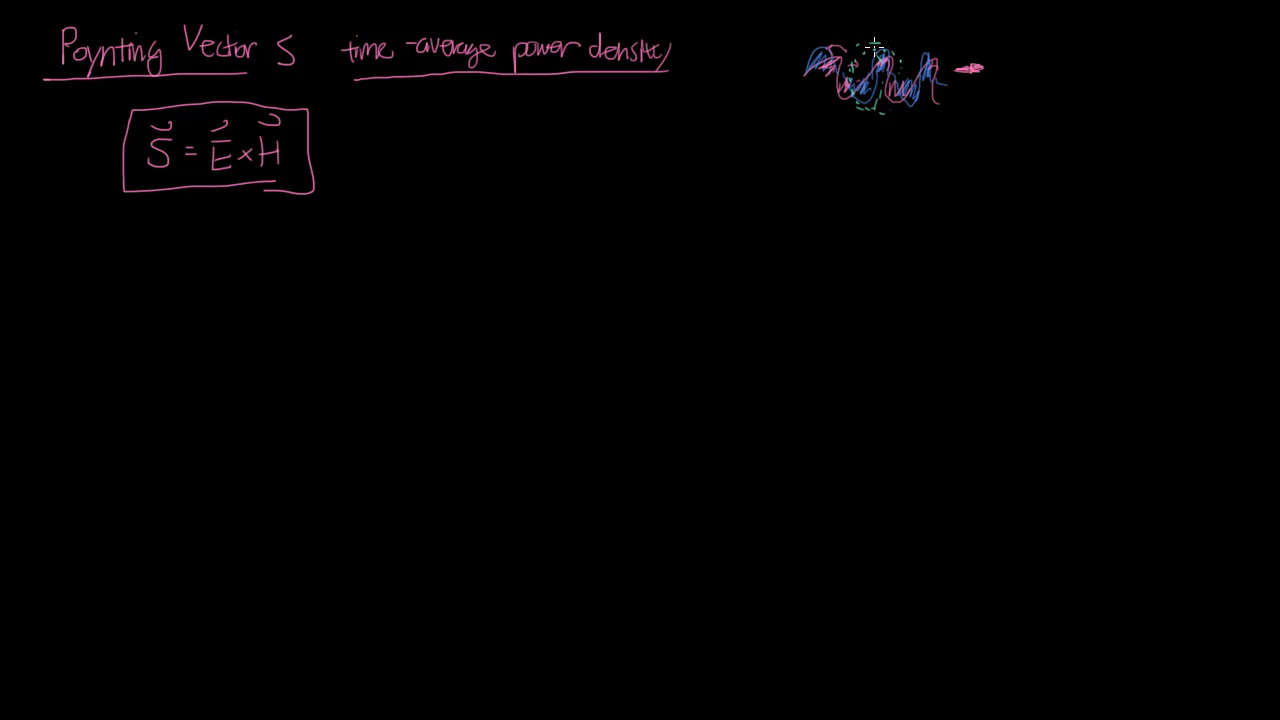 Poynting Vector S time-average power density
S = E × H